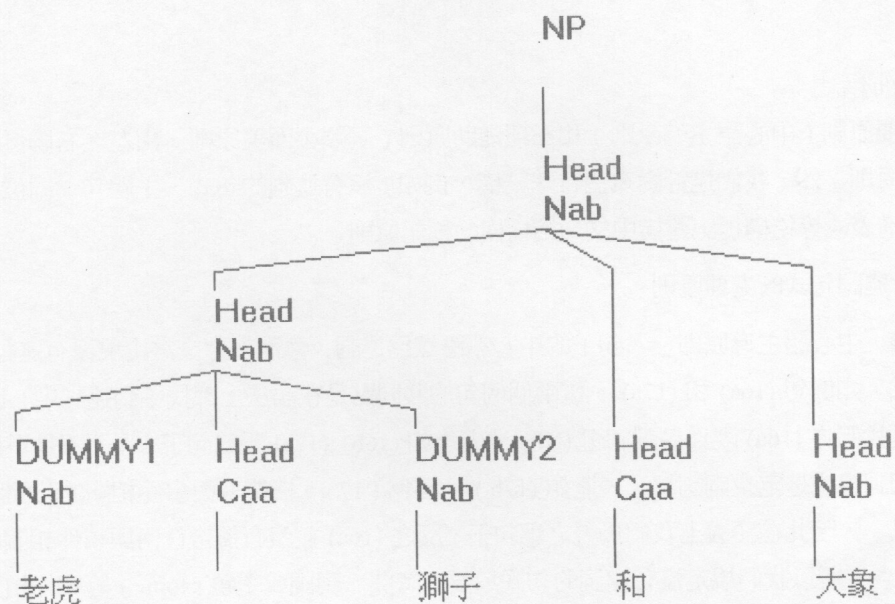 NP
Head
Nab
Head
Nab
DUMMY1 Head DUMMY2 Head Head
Nab Caa Nab Caa Nab
老虎 獅子 和 大象